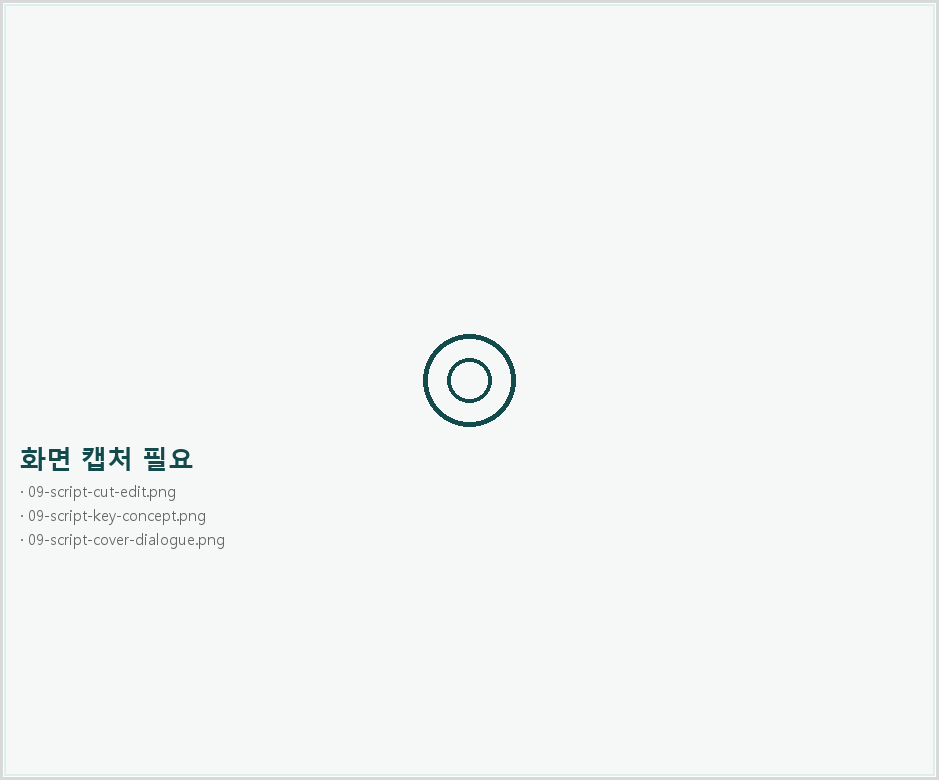 화면 캡처 필요
· 09-script-cut-edit.png
· 09-script-key-concept.png
· 09-script-cover-dialogue.png